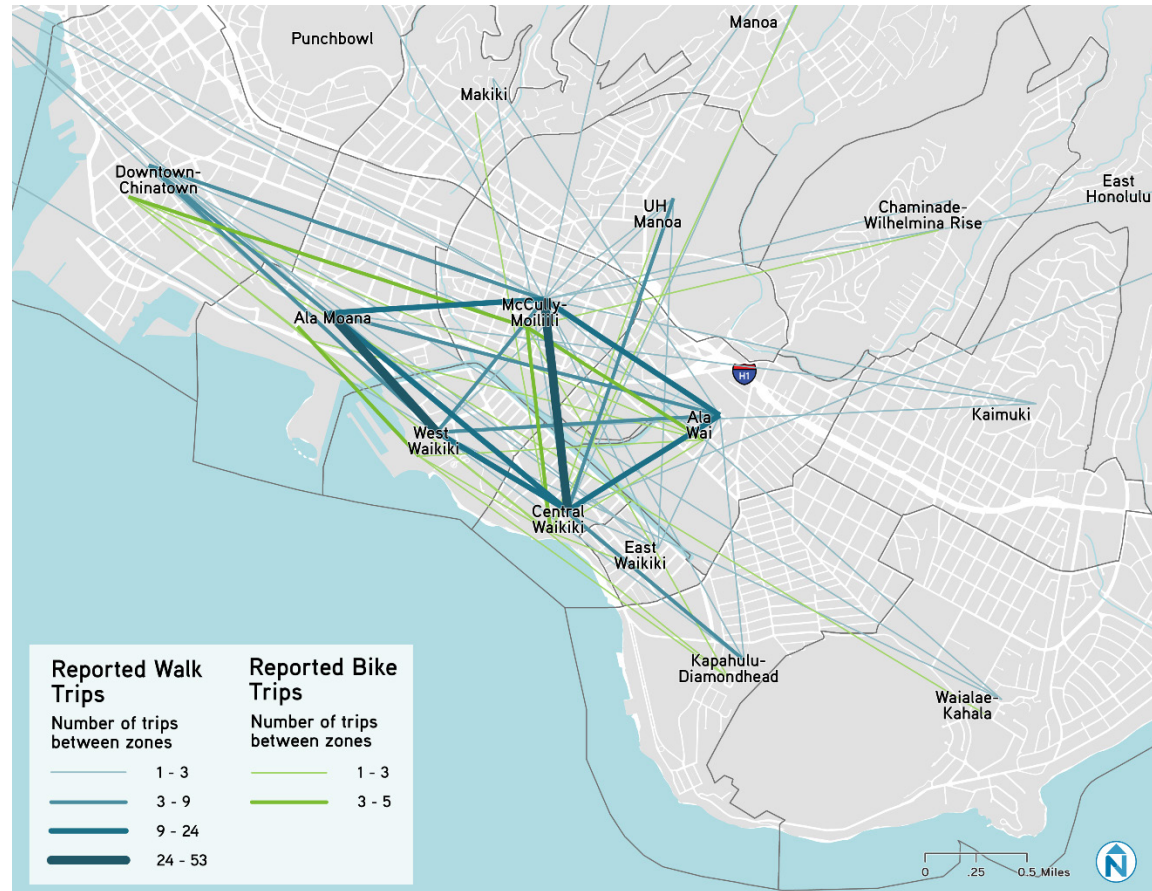 Manoa
Punchbowl
Makiki
Downtown-
Chinatown
East
Honolulu
UH
Manoa
Chaminade-
Wilhelmina Rise
Ala Moana
McCully-
Moiliili
H1
Kaimuki
Ala
Wai
West
Waikiki
Central
Waikiki
East
Waikiki
Kapahulu-
Diamondhead
Waialae-
Kahala
Reported Walk
Trips
Number of trips
between zones
1 - 3
3 - 9
9 - 24
24 - 53
Reported Bike
Trips
Number of trips
between zones
1 - 3
3 - 5
0 .25 0.5 Miles
N